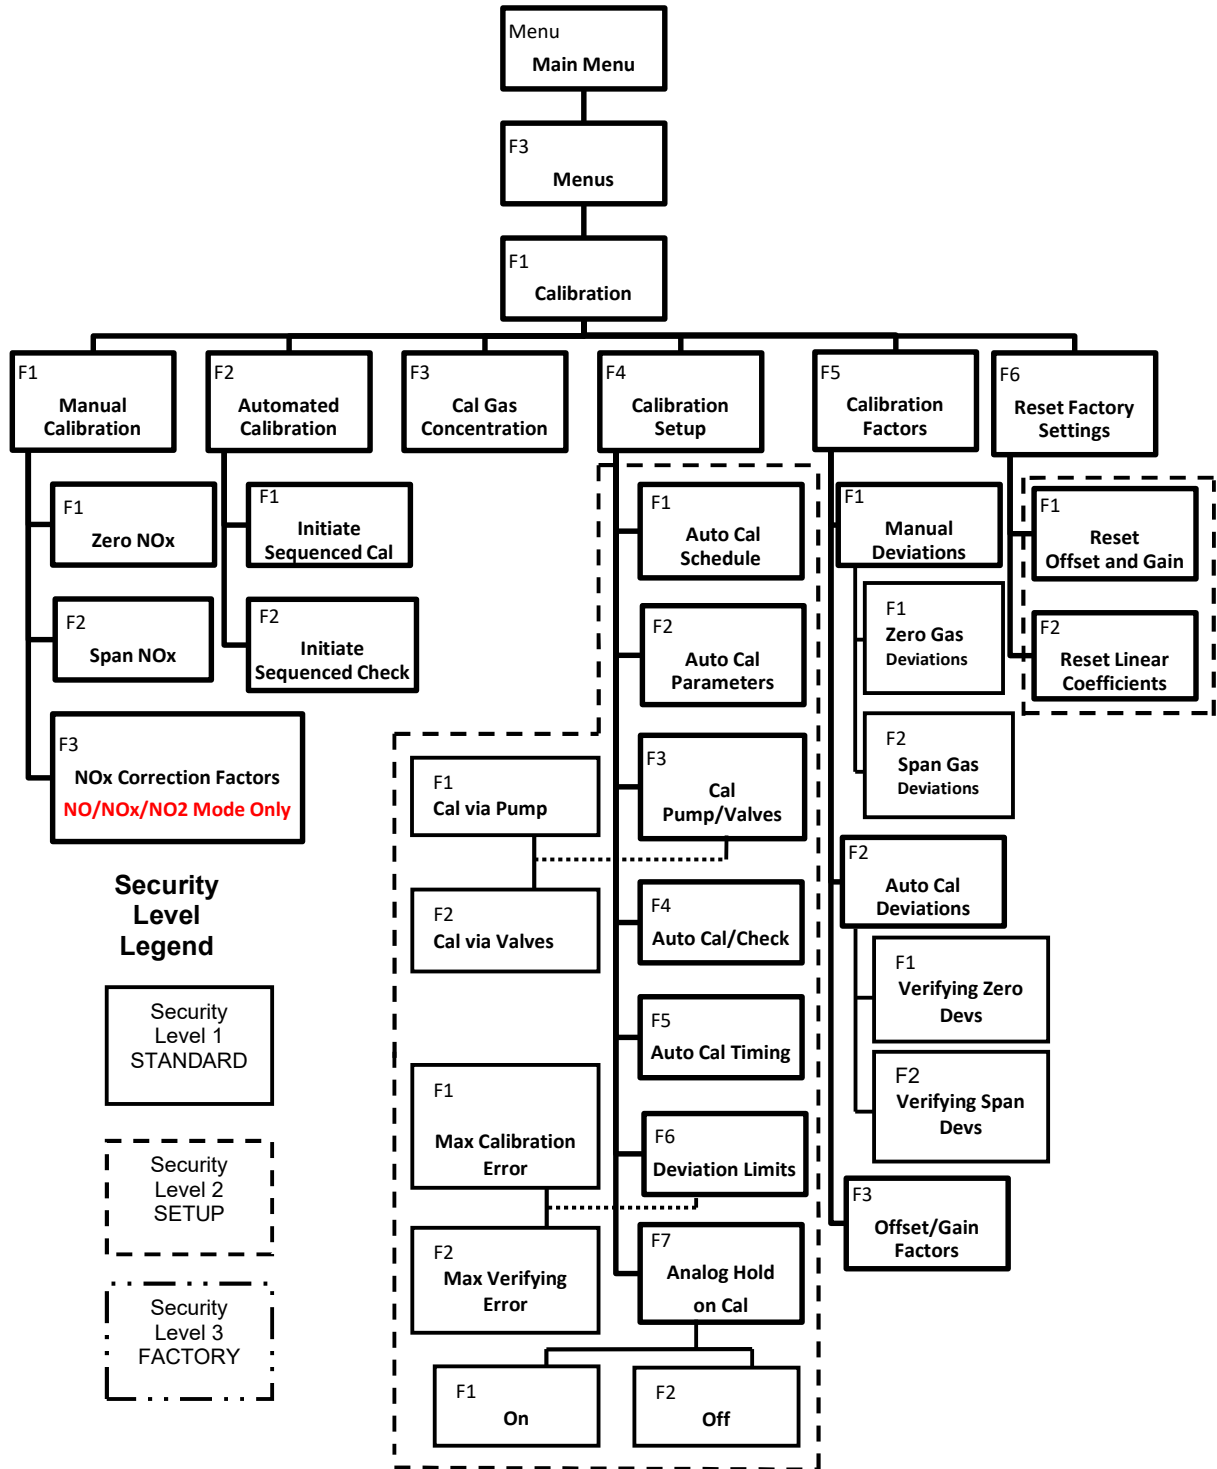 Menu
Main Menu
F3
Menus
F1
Calibration
F1
Manual
Calibration
F2
Automated
Calibration
F3
Cal Gas
Concentration
F4
Calibration
Setup
F5
Calibration
Factors
F6
Reset Factory
Settings
F1
Zero NOx
F2
Span NOx
F3
NOx Correction Factors
NO/NOx/NO2 Mode Only
F1
Initiate
Sequenced Cal
F2
Initiate
Sequenced Check
F1
Auto Cal
Schedule
F2
Auto Cal
Parameters
F3
Cal
Pump/Valves
F1
Cal via Pump
F2
Cal via Valves
F4
Auto Cal/Check
F5
Auto Cal Timing
F6
Deviation Limits
F1
Max Calibration
Error
F2
Max Verifying
Error
F7
Analog Hold
on Cal
F1
On
F2
Off
F1
Manual
Deviations
F1
Zero Gas
Deviations
F2
Span Gas
Deviations
F2
Auto Cal
Deviations
F1
Verifying Zero
Devs
F2
Verifying Span
Devs
F3
Offset/Gain
Factors
F1
Reset
Offset and Gain
F2
Reset Linear
Coefficients
Security
Level
Legend
Security
Level 1
STANDARD
Security
Level 2
SETUP
Security
Level 3
FACTORY